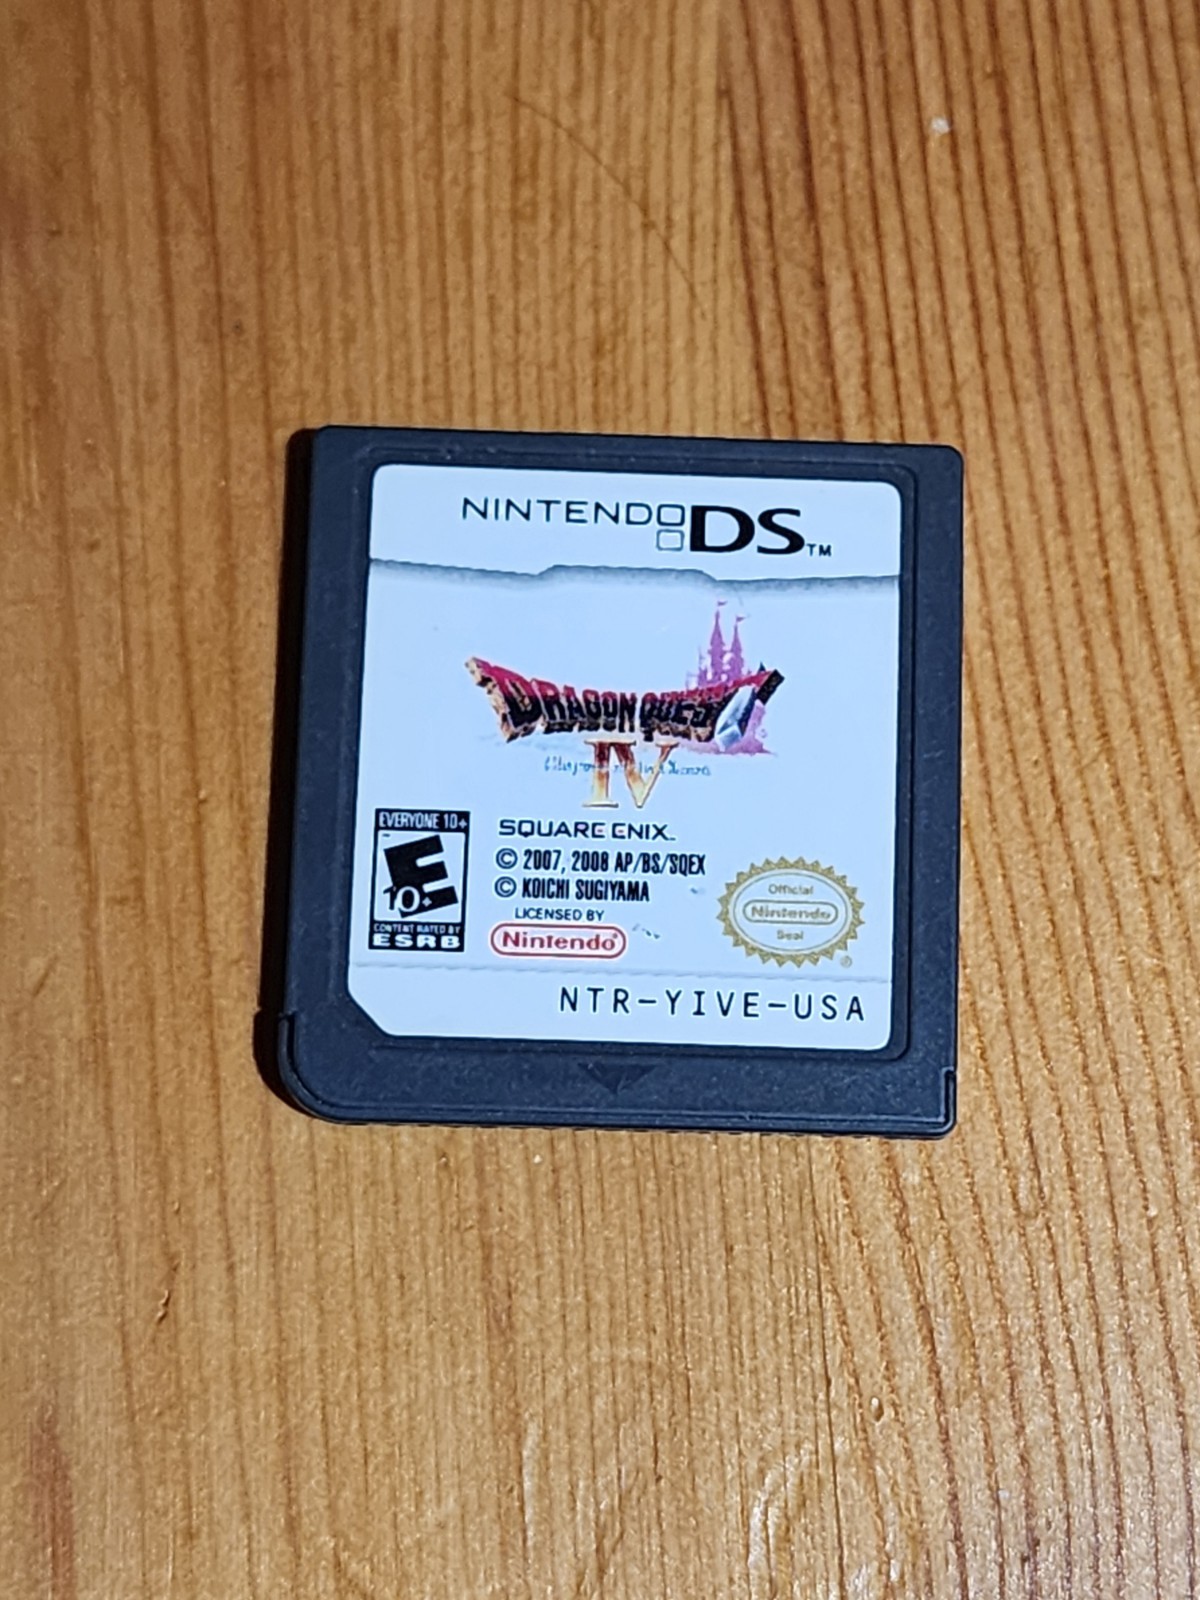 NINTENDO DS™
DRAGON QUEST
IV
SQUARE ENIX™
© 2007, 2008 AP/BS/SQEX
© KOICHI SUGIYAMA
LICENSED BY
Nintendo®
EVERYONE 10+
E
10+
CONTENT RATED BY
ESRB
Official
Nintendo
Seal
®
NTR-YIVE-USA